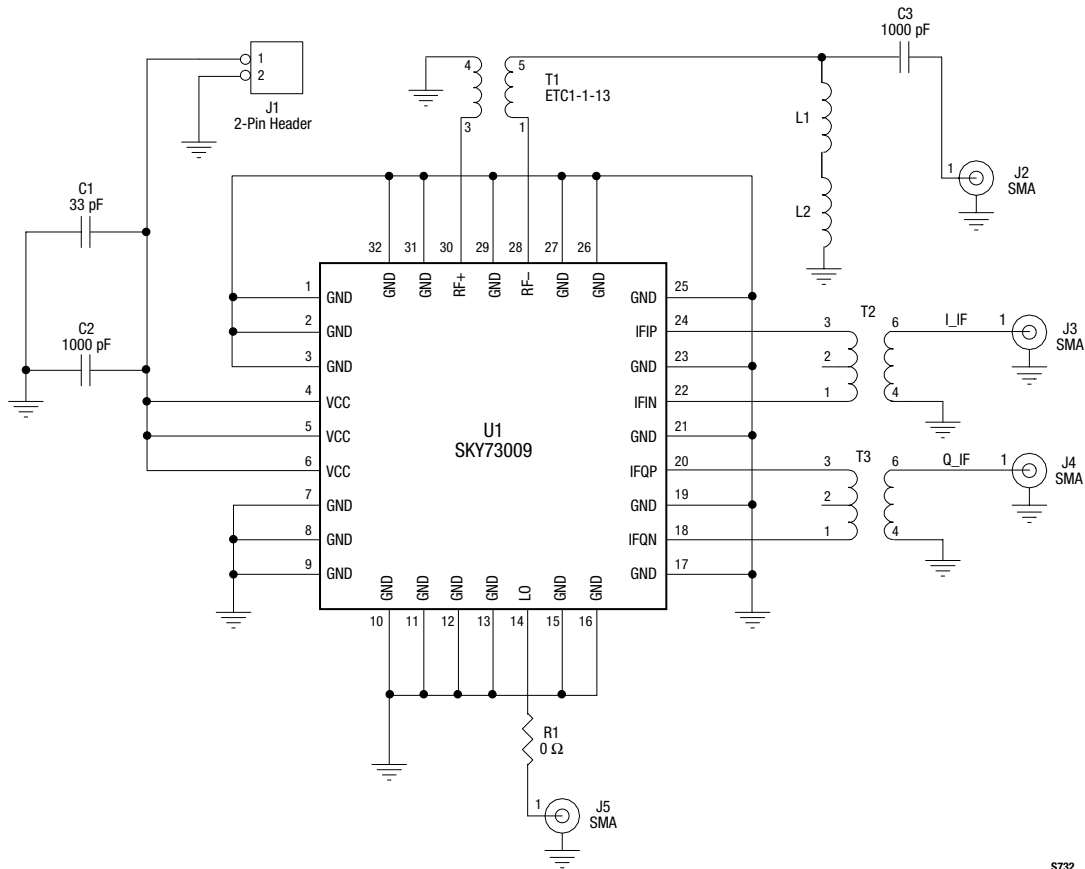 C3
1000 pF
1
2
J1
2-Pin Header
4
5
T1
ETC1-1-13
3
1
L1
L2
1
J2
SMA
C1
33 pF
32
31
30
29
28
27
26
GND
GND
RF+
GND
RF–
GND
GND
1
GND
2
GND
3
GND
4
VCC
5
VCC
6
VCC
7
GND
8
GND
9
GND
C2
1000 pF
U1
SKY73009
GND
25
IFIP
24
GND
23
IFIN
22
GND
21
IFQP
20
GND
19
IFQN
18
GND
17
T2
3
2
1
6
4
I_IF
1
J3
SMA
T3
3
2
1
6
4
Q_IF
1
J4
SMA
GND
GND
GND
GND
LO
GND
GND
10
11
12
13
14
15
16
R1
0 Ω
1
J5
SMA
S732